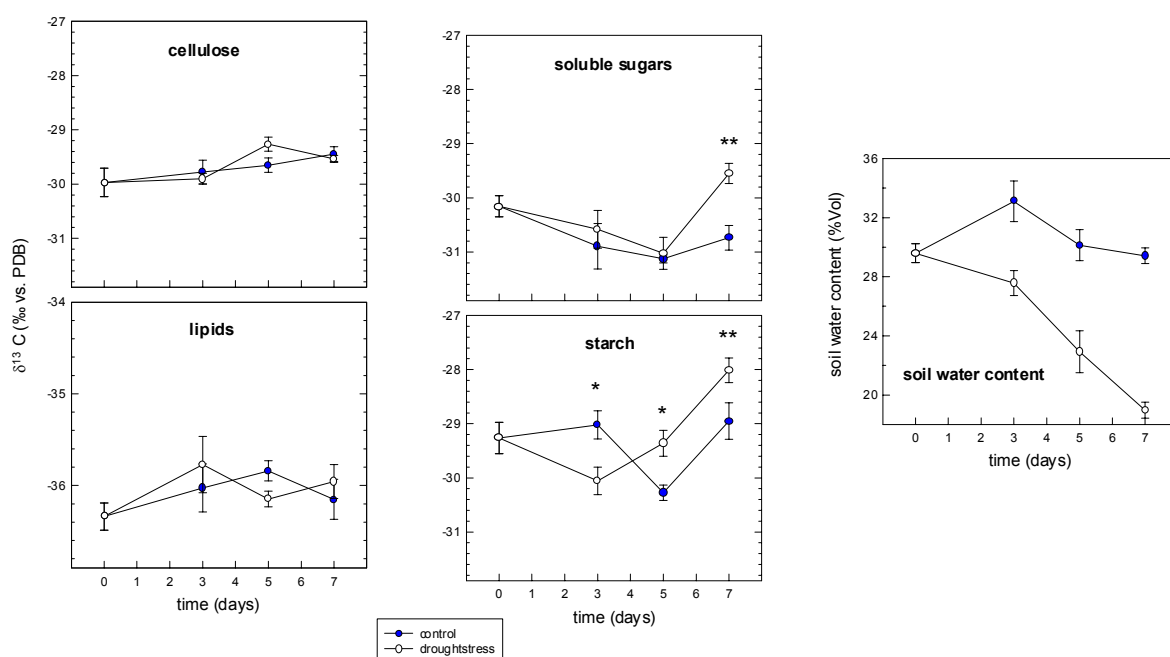 δ13 C (‰ vs. PDB)
cellulose
-27
-28
-29
-30
-31
lipids
-34
-35
-36
0 1 2 3 4 5 6 7
time (days)
soluble sugars
**
-27
-28
-29
-30
-31
starch
* * **
-27
-28
-29
-30
-31
0 1 2 3 4 5 6 7
time (days)
control
droughtstress
soil water content (%Vol)
36
32
28
24
20
soil water content
0 1 2 3 4 5 6 7
time (days)